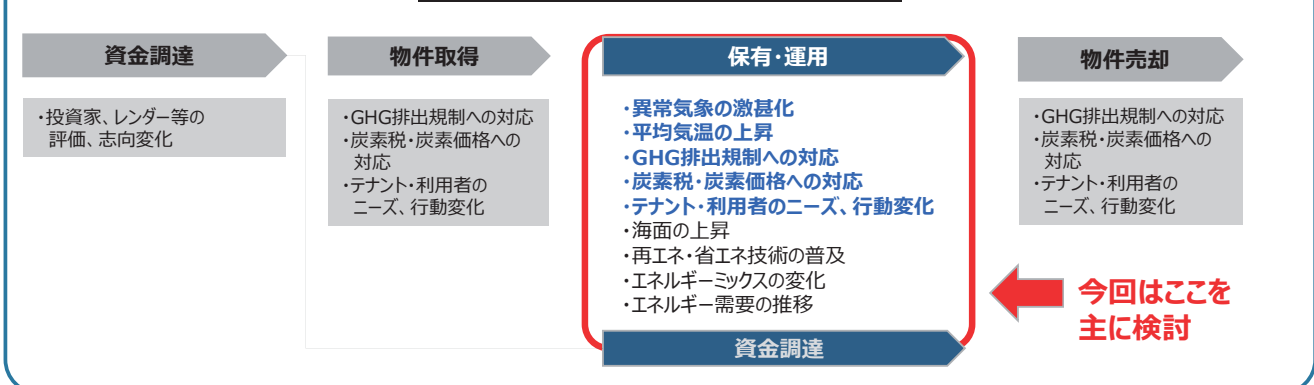 資金調達
・投資家、レンダー等の
評価、志向変化
物件取得
・GHG排出規制への対応
・炭素税・炭素価格への
対応
・テナント・利用者の
ニーズ、行動変化
保有・運用
・異常気象の激甚化
・平均気温の上昇
・GHG排出規制への対応
・炭素税・炭素価格への対応
・テナント・利用者のニーズ、行動変化
・海面の上昇
・再エネ・省エネ技術の普及
・エネルギーミックスの変化
・エネルギー需要の推移
資金調達
物件売却
・GHG排出規制への対応
・炭素税・炭素価格への
対応
・テナント・利用者の
ニーズ、行動変化
今回はここを
主に検討